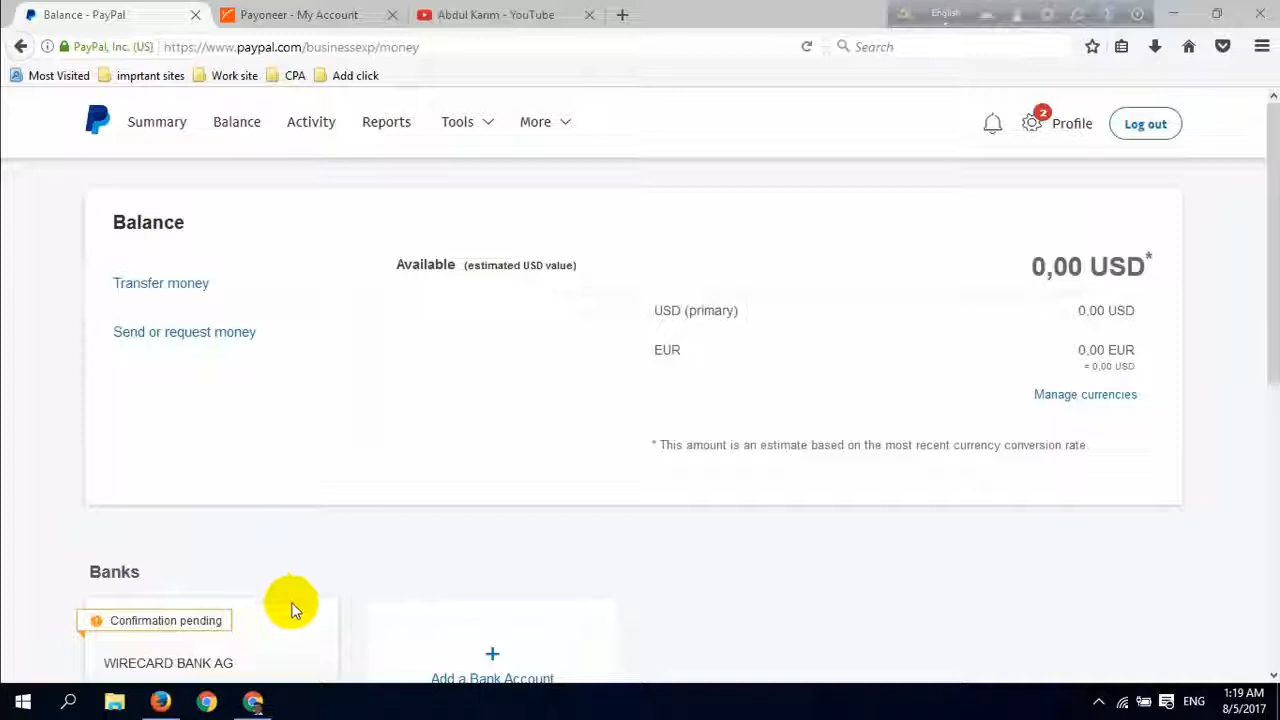 Balance - PayPal
Payoneer - My Account
Abdul Karim - YouTube
English
PayPal, Inc. (US)
https://www.paypal.com/businessexp/money
Search
Most Visited
imprtant sites
Work site
CPA
Add click
Summary
Balance
Activity
Reports
Tools
More
2
Profile
Log out
Balance
Available (estimated USD value)
0,00 USD*
Transfer money
USD (primary)
0.00 USD
Send or request money
EUR
0,00 EUR
= 0,00 USD
Manage currencies
* This amount is an estimate based on the most recent currency conversion rate.
Banks
Confirmation pending
WIRECARD BANK AG
Add a Bank Account
ENG
1:19 AM
8/5/2017